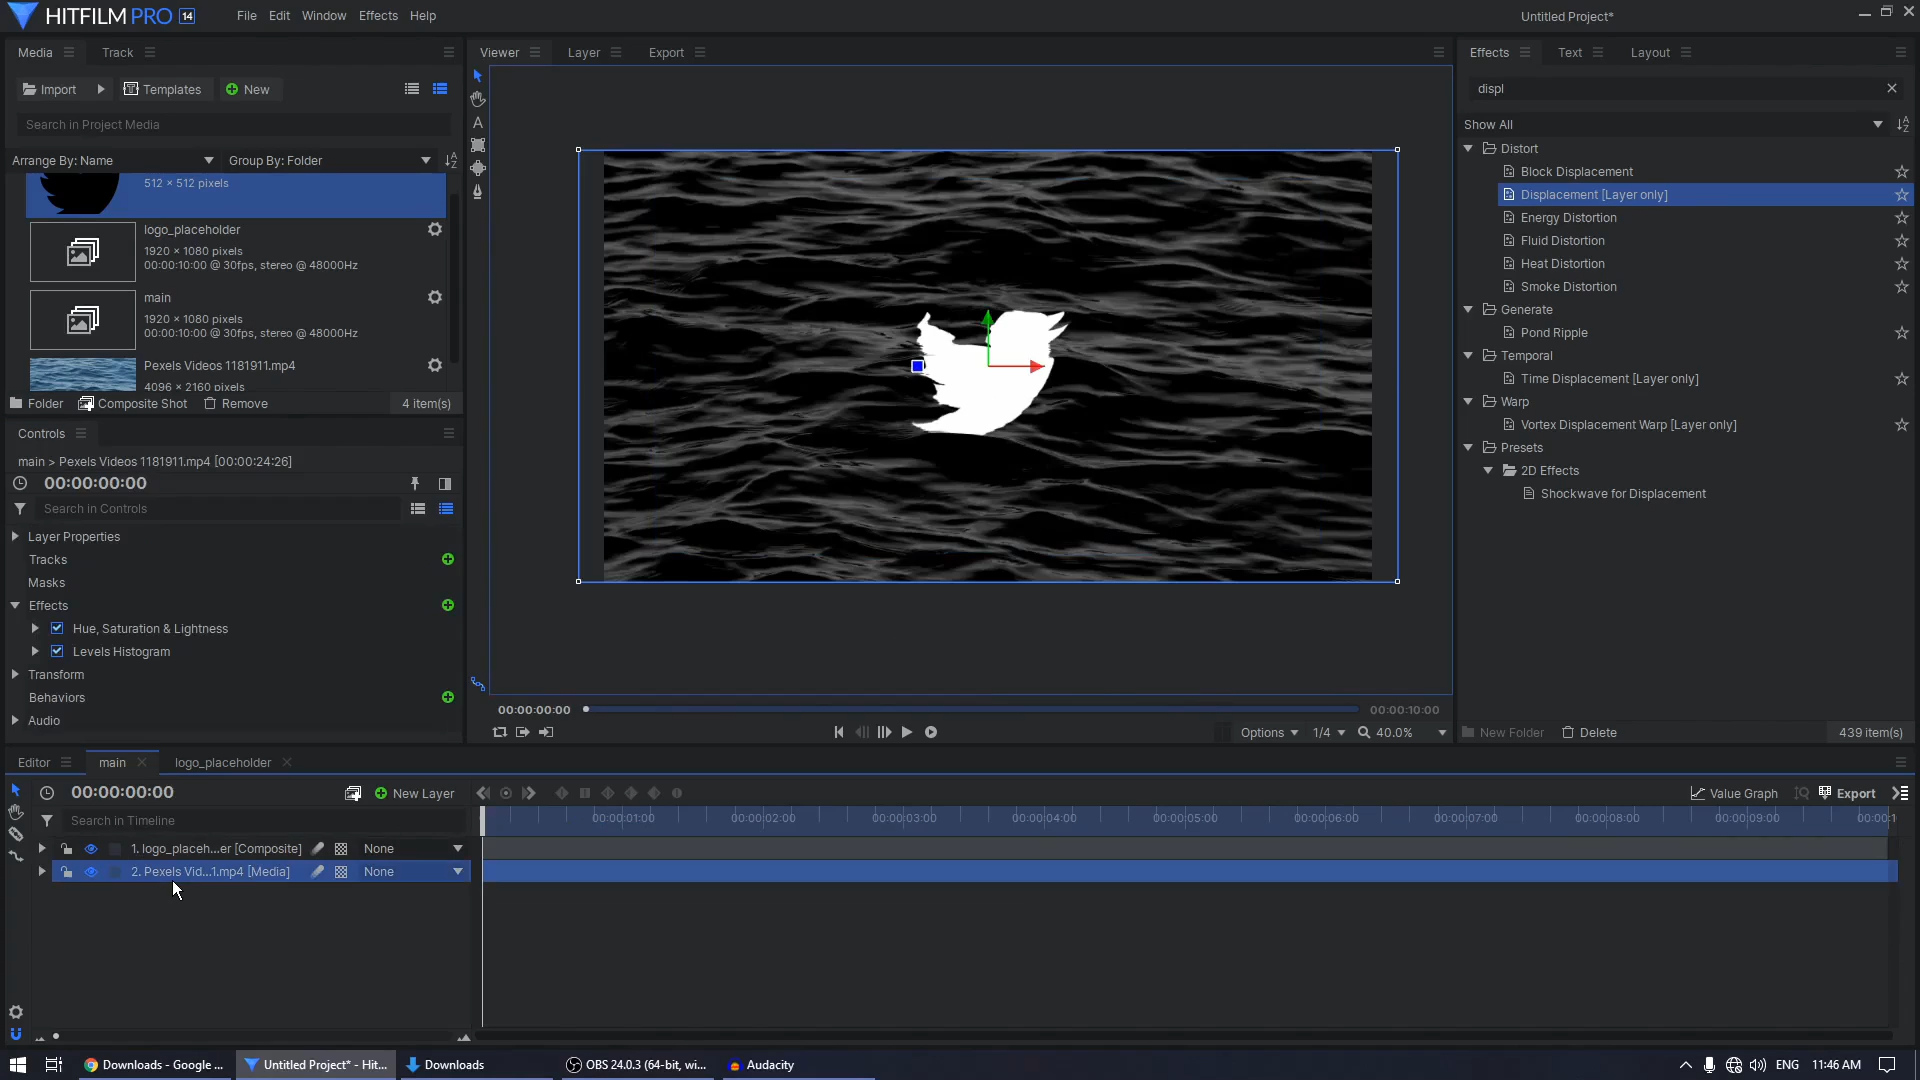 HITFILM PRO 14
File Edit Window Effects Help
Untitled Project*
Media Track
Import Templates New
Search in Project Media
Arrange By: Name Group By: Folder
512 × 512 pixels
logo_placeholder
1920 × 1080 pixels
00:00:10:00 @ 30fps, stereo @ 48000Hz
main
1920 × 1080 pixels
00:00:10:00 @ 30fps, stereo @ 48000Hz
Pexels Videos 1181911.mp4
4096 × 2160 pixels
Folder Composite Shot Remove 4 item(s)
Controls
main > Pexels Videos 1181911.mp4 [00:00:24:26]
00:00:00:00
Search in Controls
Layer Properties
Tracks
Masks
Effects
Hue, Saturation & Lightness
Levels Histogram
Transform
Behaviors
Audio
Viewer Layer Export
A
00:00:00:00 00:00:10:00
Options 1/4 40.0%
Effects Text Layout
displ
Show All
Distort
Block Displacement
Displacement [Layer only]
Energy Distortion
Fluid Distortion
Heat Distortion
Smoke Distortion
Generate
Pond Ripple
Temporal
Time Displacement [Layer only]
Warp
Vortex Displacement Warp [Layer only]
Presets
2D Effects
Shockwave for Displacement
New Folder Delete 439 item(s)
Editor main logo_placeholder
00:00:00:00 New Layer Value Graph Export
Search in Timeline
00:00:01:00 00:00:02:00 00:00:03:00 00:00:04:00 00:00:05:00 00:00:06:00 00:00:07:00 00:00:08:00 00:00:09:00 00:00:1
1. logo_placeh...er [Composite] None
2. Pexels Vid...1.mp4 [Media] None
Downloads - Google ... Untitled Project* - Hit... Downloads OBS 24.0.3 (64-bit, wi... Audacity ENG 11:46 AM